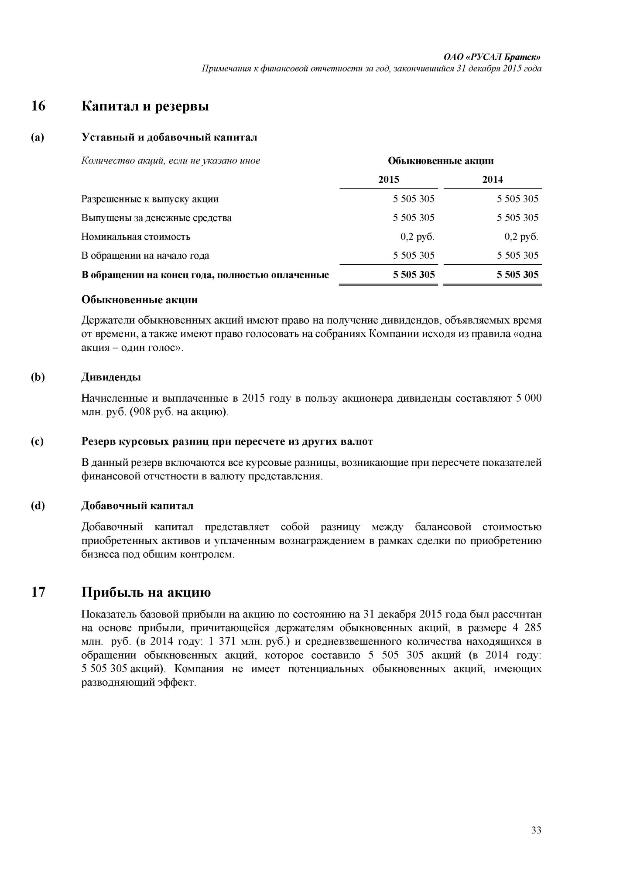 ОАО «РУСАЛ Братск»
Примечания к финансовой отчетности за год, закончившийся 31 декабря 2015 года
16 Капитал и резервы
(a) Уставный и добавочный капитал
Количество акций, если не указано иное Обыкновенные акции
2015 2014
Разрешенные к выпуску акции 5 505 305 5 505 305
Выпущены за денежные средства 5 505 305 5 505 305
Номинальная стоимость 0,2 руб. 0,2 руб.
В обращении на начало года 5 505 305 5 505 305
В обращении на конец года, полностью оплаченные 5 505 305 5 505 305
Обыкновенные акции
Держатели обыкновенных акций имеют право на получение дивидендов, объявляемых время
от времени, а также имеют право голосовать на собраниях Компании исходя из правила «одна
акция – один голос».
(b) Дивиденды
Начисленные и выплаченные в 2015 году в пользу акционера дивиденды составляют 5 000
млн. руб. (908 руб. на акцию).
(c) Резерв курсовых разниц при пересчете из других валют
В данный резерв включаются все курсовые разницы, возникающие при пересчете показателей
финансовой отчетности в валюту представления.
(d) Добавочный капитал
Добавочный капитал представляет собой разницу между балансовой стоимостью
приобретенных активов и уплаченным вознаграждением в рамках сделки по приобретению
бизнеса под общим контролем.
17 Прибыль на акцию
Показатель базовой прибыли на акцию по состоянию на 31 декабря 2015 года был рассчитан
на основе прибыли, причитающейся держателям обыкновенных акций, в размере 4 285
млн. руб. (в 2014 году: 1 371 млн. руб.) и средневзвешенного количества находящихся в
обращении обыкновенных акций, которое составило 5 505 305 акций (в 2014 году:
5 505 305 акций). Компания не имеет потенциальных обыкновенных акций, имеющих
разводняющий эффект.
33